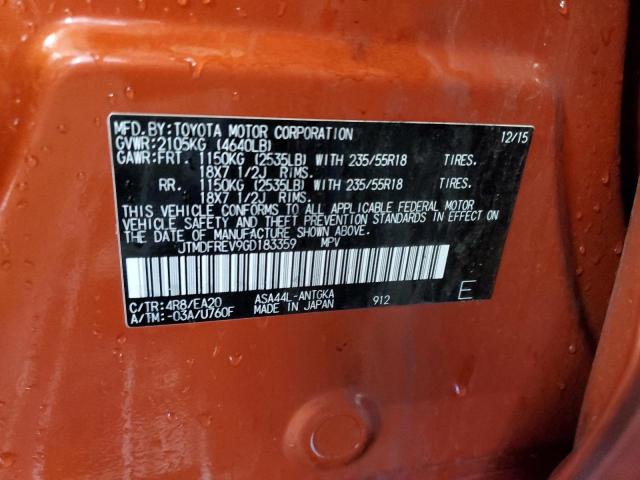 MFD.BY:TOYOTA MOTOR CORPORATION 12/15
GVWR:2105KG (4640LB)
GAWR:FRT. 1150KG (2535LB) WITH 235/55R18 TIRES.
18X7 1/2J RIMS.
RR. 1150KG (2535LB) WITH 235/55R18 TIRES.
18X7 1/2J RIMS.
THIS VEHICLE CONFORMS TO ALL APPLICABLE FEDERAL MOTOR
VEHICLE SAFETY AND THEFT PREVENTION STANDARDS IN EFFECT
ON THE DATE OF MANUFACTURE SHOWN ABOVE.
JTMDFREV9GD183359 MPV
C/TR:4R8/EA20 ASA44L-ANTGKA 912 E
A/TM:-03A/U760F MADE IN JAPAN